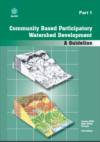 Part 1
Community Based Participatory
Watershed Development
A Guideline